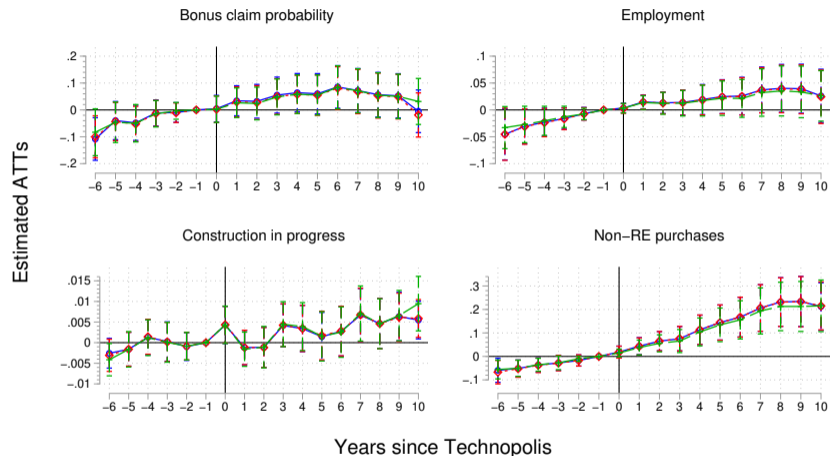 Bonus claim probability
Employment
.2
.1
0
−.1
−.2
−6 −5 −4 −3 −2 −1 0 1 2 3 4 5 6 7 8 9 10
.1
.05
0
−.05
−.1
−6 −5 −4 −3 −2 −1 0 1 2 3 4 5 6 7 8 9 10
Estimated ATTs
Construction in progress
Non−RE purchases
.015
.01
.005
0
−.005
−.01
−6 −5 −4 −3 −2 −1 0 1 2 3 4 5 6 7 8 9 10
.3
.2
.1
0
−.1
−6 −5 −4 −3 −2 −1 0 1 2 3 4 5 6 7 8 9 10
Years since Technopolis